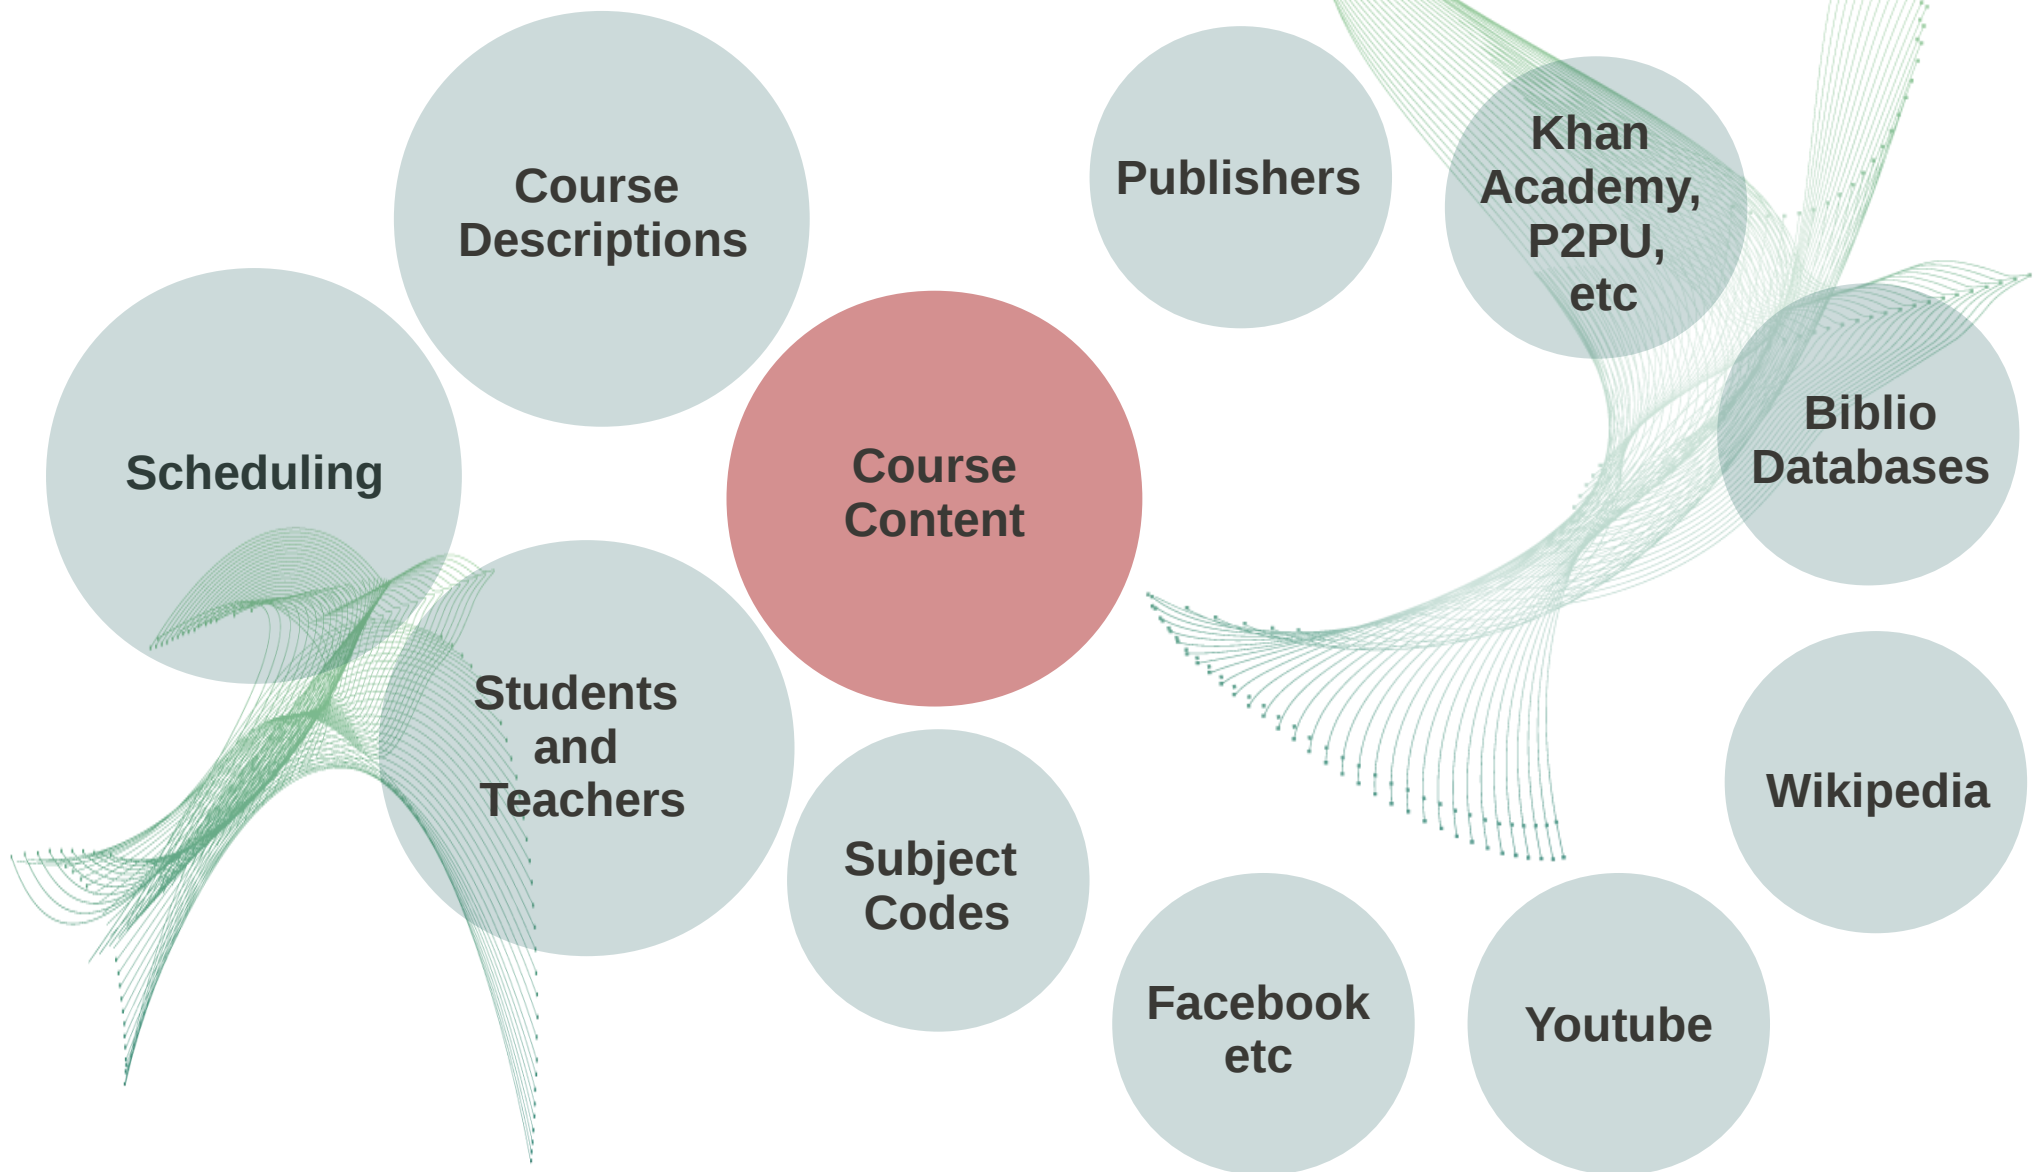 Course
Descriptions
Publishers
Khan
Academy,
P2PU,
etc
Scheduling
Course
Content
Biblio
Databases
Students
and
Teachers
Subject
Codes
Wikipedia
Facebook
etc
Youtube